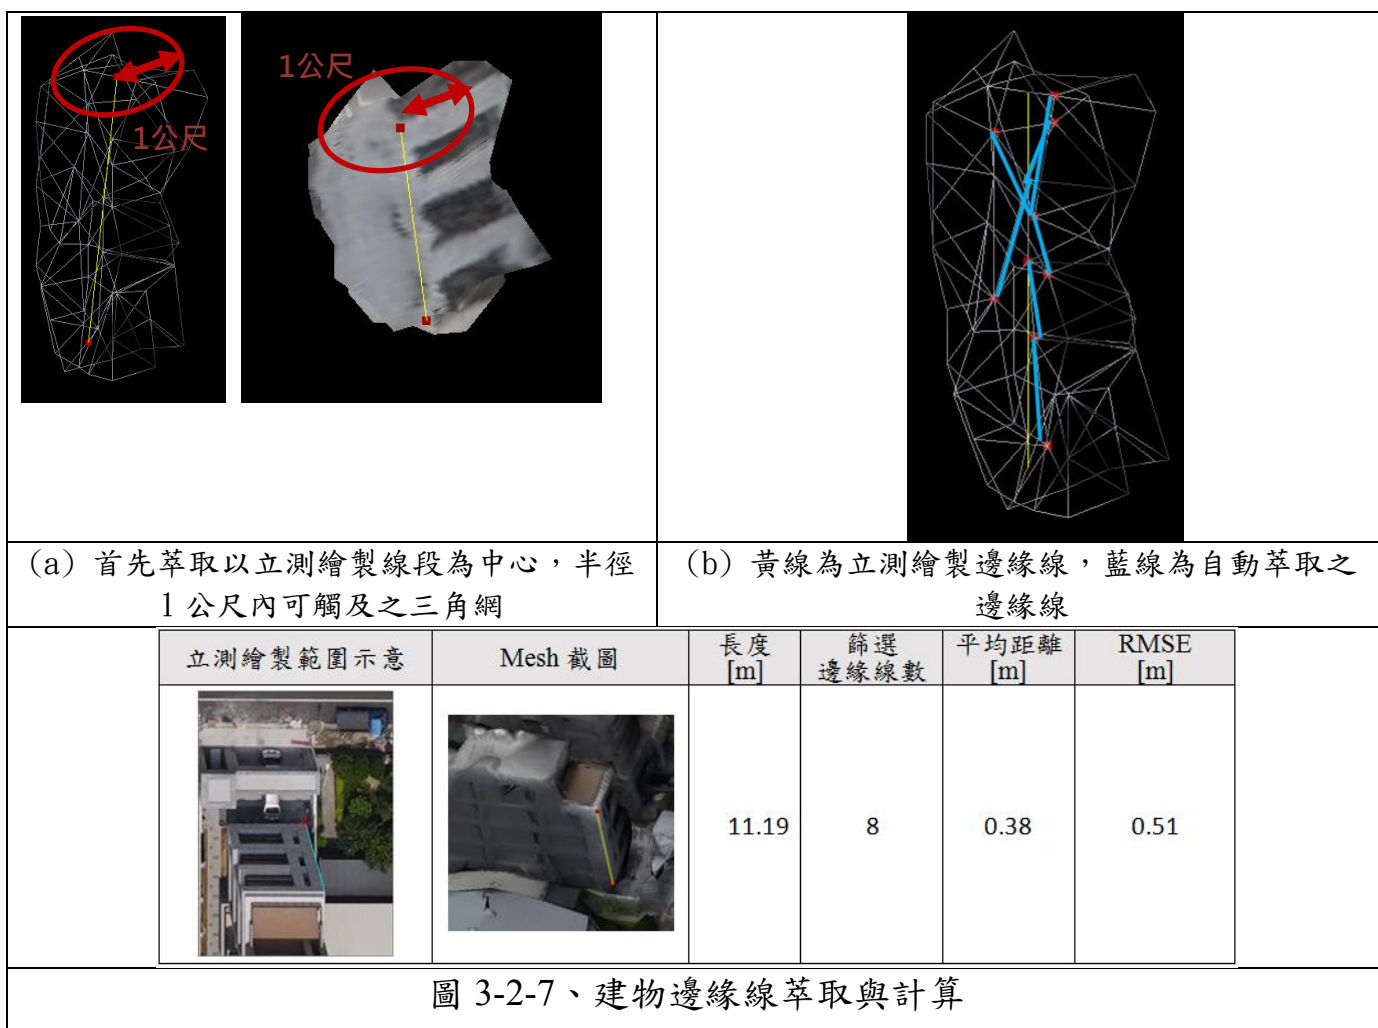 1公尺
1公尺
(a) 首先萃取以立測繪製線段為中心，半徑
1 公尺內可觸及之三角網
(b) 黃線為立測繪製邊緣線，藍線為自動萃取之
邊緣線
立測繪製範圍示意
Mesh 截圖
長度
[m]
篩選
邊緣線數
平均距離
[m]
RMSE
[m]
11.19
8
0.38
0.51
圖 3-2-7、建物邊緣線萃取與計算